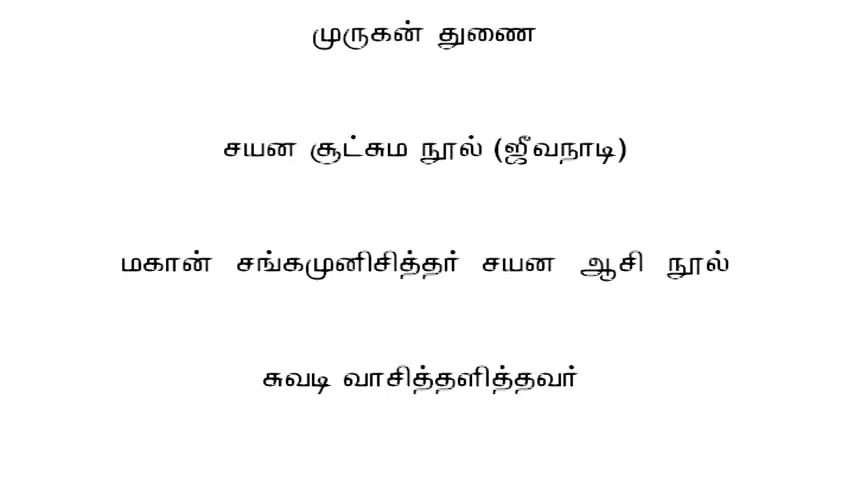 முருகன் துணை
சயன சூட்சும நூல் (ஜீவநாடி)
மகான் சங்கமுனிசித்தர் சயன ஆசி நூல்
சுவடி வாசித்தளித்தவர்